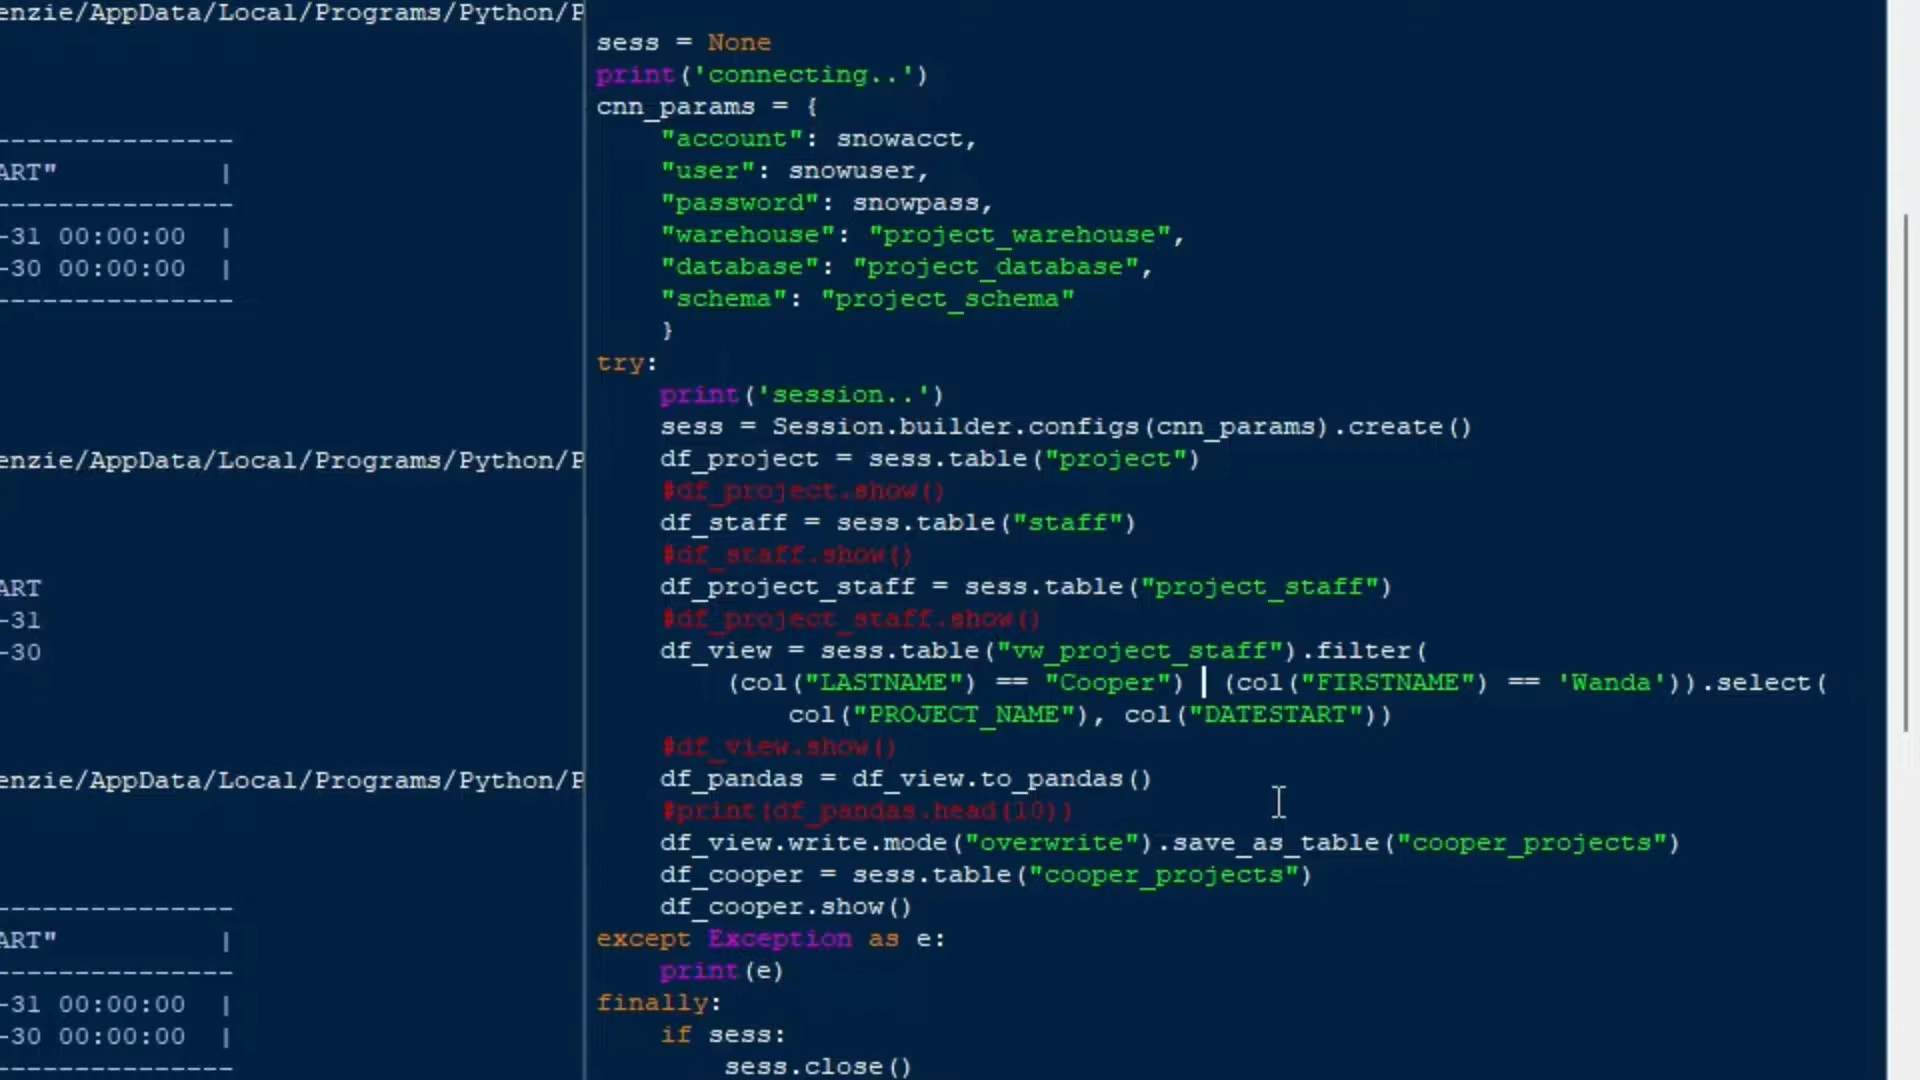 enzie/AppData/Local/Programs/Python/P
---------------
ART"          |
---------------
-31 00:00:00  |
-30 00:00:00  |
---------------
enzie/AppData/Local/Programs/Python/P
ART
-31
-30
enzie/AppData/Local/Programs/Python/P
---------------
ART"          |
---------------
-31 00:00:00  |
-30 00:00:00  |
---------------
sess = None
print('connecting..')
cnn_params = {
    "account": snowacct,
    "user": snowuser,
    "password": snowpass,
    "warehouse": "project_warehouse",
    "database": "project_database",
    "schema": "project_schema"
    }
try:
    print('session..')
    sess = Session.builder.configs(cnn_params).create()
    df_project = sess.table("project")
    #df_project.show()
    df_staff = sess.table("staff")
    #df_staff.show()
    df_project_staff = sess.table("project_staff")
    #df_project_staff.show()
    df_view = sess.table("vw_project_staff").filter(
        (col("LASTNAME") == "Cooper") | (col("FIRSTNAME") == 'Wanda')).select(
            col("PROJECT_NAME"), col("DATESTART"))
    #df_view.show()
    df_pandas = df_view.to_pandas()
    #print(df_pandas.head(10))
    df_view.write.mode("overwrite").save_as_table("cooper_projects")
    df_cooper = sess.table("cooper_projects")
    df_cooper.show()
except Exception as e:
    print(e)
finally:
    if sess:
        sess.close()